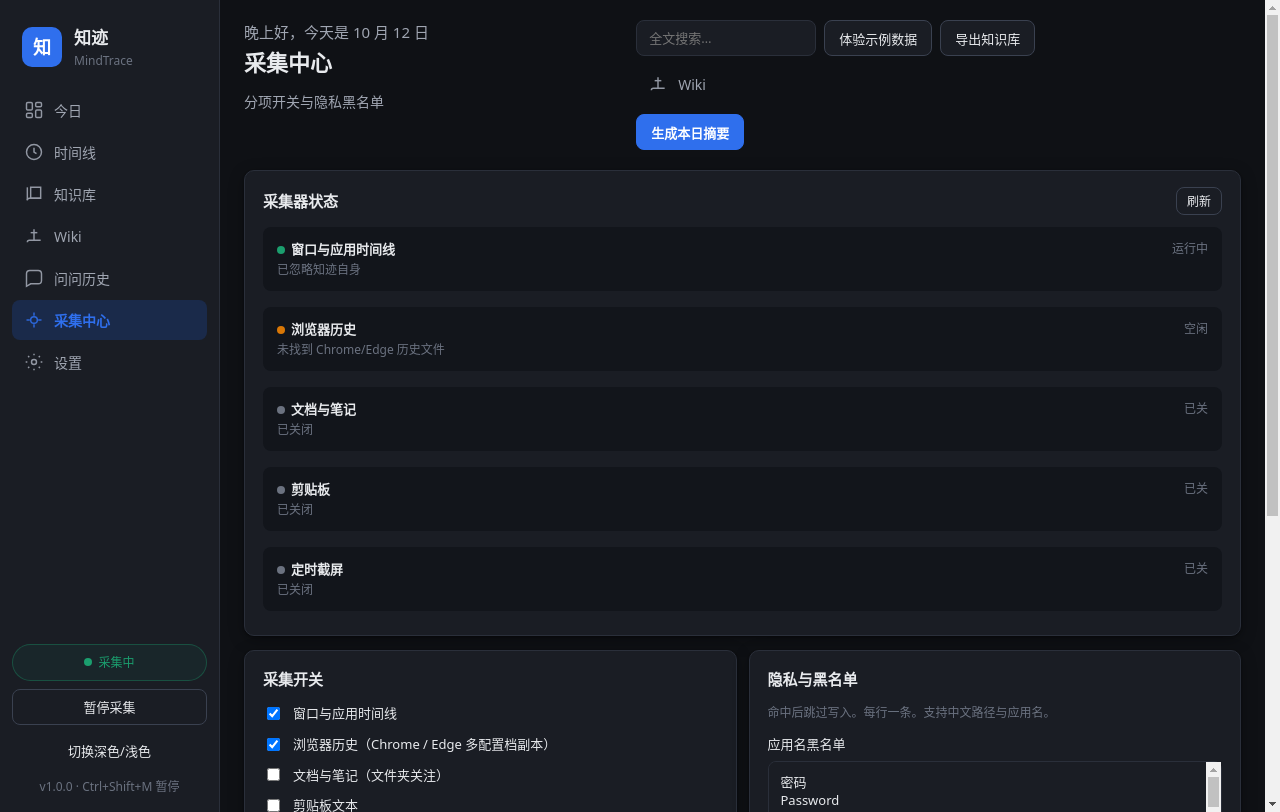 知
知迹
MindTrace
今日
时间线
知识库
Wiki
问问历史
采集中心
设置
采集中
暂停采集
切换深色/浅色
v1.0.0 · Ctrl+Shift+M 暂停
晚上好，今天是 10 月 12 日
采集中心
分项开关与隐私黑名单
全文搜索...
体验示例数据
导出知识库
Wiki
生成本日摘要
采集器状态
刷新
窗口与应用时间线
运行中
已忽略知迹自身
浏览器历史
空闲
未找到 Chrome/Edge 历史文件
文档与笔记
已关
已关闭
剪贴板
已关
已关闭
定时截屏
已关
已关闭
采集开关
窗口与应用时间线
浏览器历史（Chrome / Edge 多配置档副本）
文档与笔记（文件夹关注）
剪贴板文本
隐私与黑名单
命中后跳过写入。每行一条。支持中文路径与应用名。
应用名黑名单
密码
Password